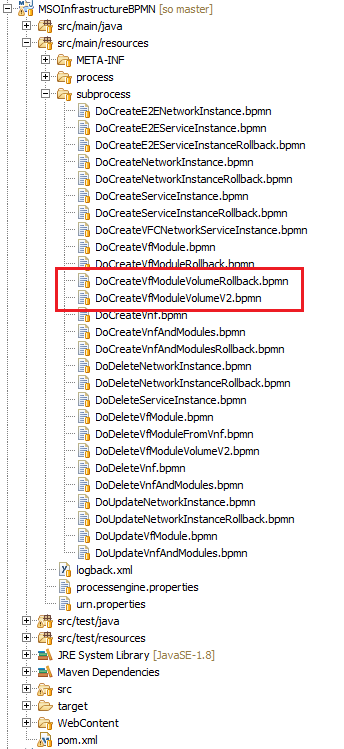 MSOInfrastructureBPMN [so master]
src/main/java
src/main/resources
META-INF
process
subprocess
DoCreateE2ENetworkInstance.bpmn
DoCreateE2EServiceInstance.bpmn
DoCreateE2EServiceInstanceRollback.bpmn
DoCreateNetworkInstance.bpmn
DoCreateNetworkInstanceRollback.bpmn
DoCreateServiceInstance.bpmn
DoCreateServiceInstanceRollback.bpmn
DoCreateVFCNetworkServiceInstance.bpmn
DoCreateVfModule.bpmn
DoCreateVfModuleRollback.bpmn
DoCreateVfModuleVolumeRollback.bpmn
DoCreateVfModuleVolumeV2.bpmn
DoCreateVnf.bpmn
DoCreateVnfAndModules.bpmn
DoCreateVnfAndModulesRollback.bpmn
DoDeleteNetworkInstance.bpmn
DoDeleteNetworkInstanceRollback.bpmn
DoDeleteServiceInstance.bpmn
DoDeleteVfModule.bpmn
DoDeleteVfModuleFromVnf.bpmn
DoDeleteVfModuleVolumeV2.bpmn
DoDeleteVnf.bpmn
DoDeleteVnfAndModules.bpmn
DoUpdateNetworkInstance.bpmn
DoUpdateNetworkInstanceRollback.bpmn
DoUpdateVfModule.bpmn
DoUpdateVnfAndModules.bpmn
logback.xml
processengine.properties
urn.properties
src/test/java
src/test/resources
JRE System Library [JavaSE-1.8]
Maven Dependencies
src
target
WebContent
pom.xml